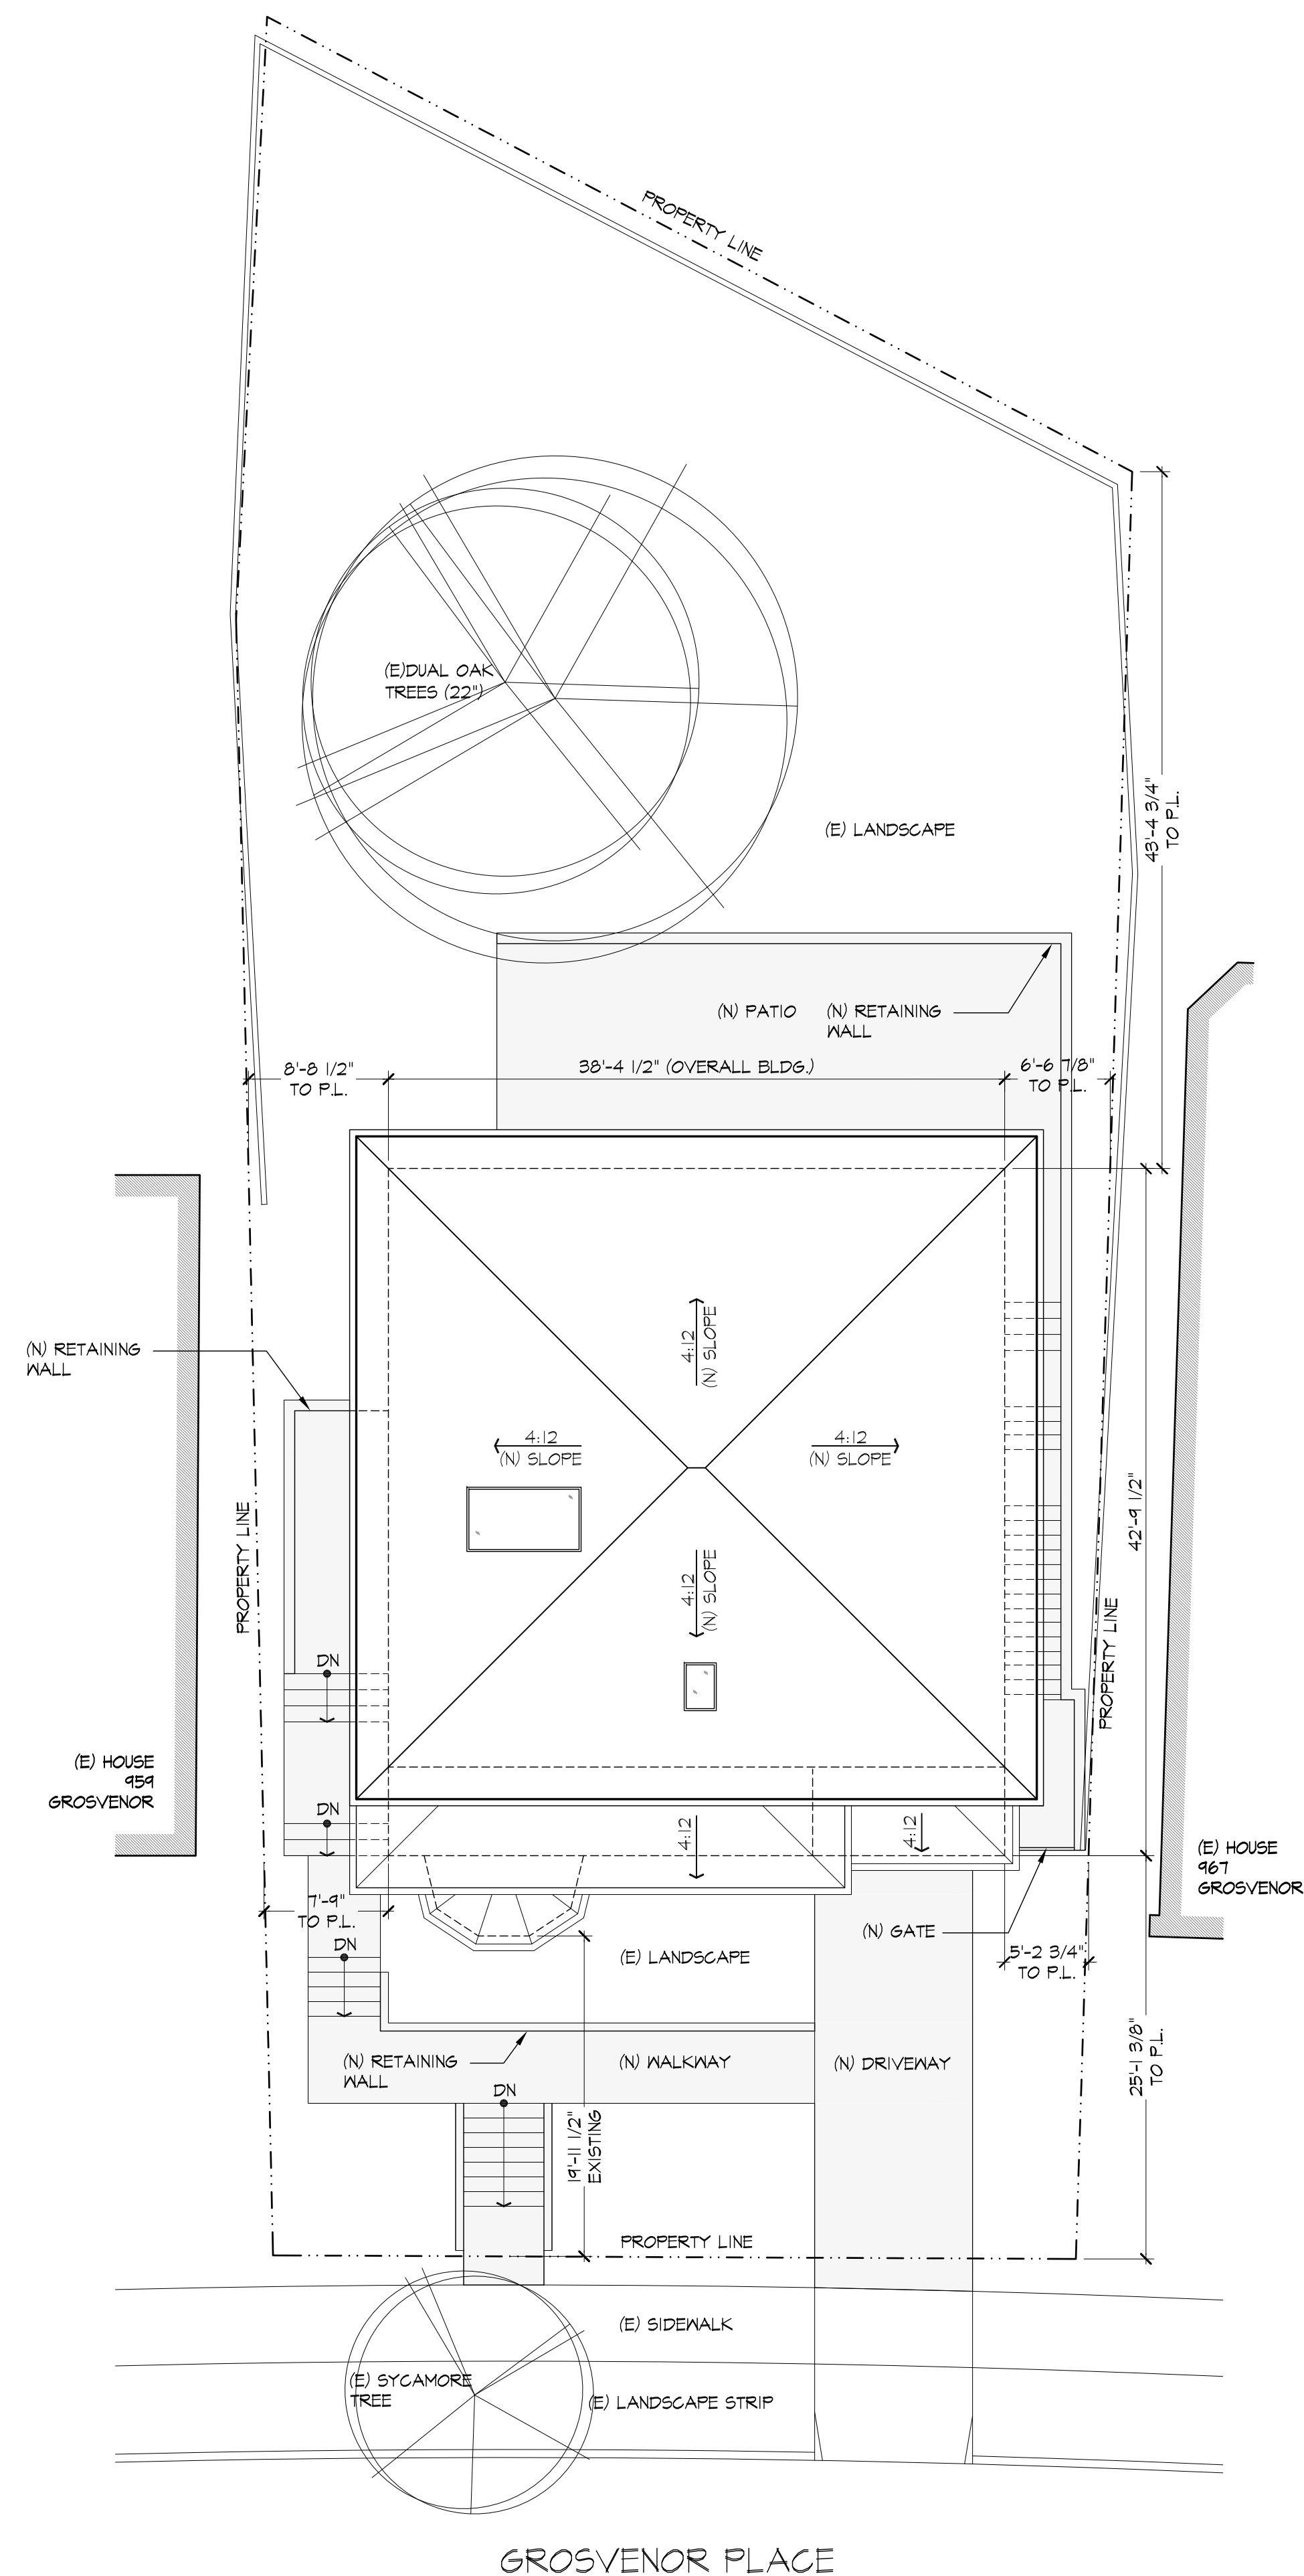 PROPERTY LINE
(E)DUAL OAK
TREES (22")
43'-4 3/4"
TO P.L.
(E) LANDSCAPE
(N) PATIO
(N) RETAINING
WALL
8'-8 1/2"
TO P.L.
38'-4 1/2" (OVERALL BLDG.)
6'-6 7/8"
TO P.L.
(N) RETAINING
WALL
4:12
(N) SLOPE
4:12
(N) SLOPE
4:12
(N) SLOPE
4:12
(N) SLOPE
42'-9 1/2"
PROPERTY LINE
PROPERTY LINE
DN
(E) HOUSE
959
GROSVENOR
DN
4:12
4:12
(E) HOUSE
967
GROSVENOR
7'-9"
TO P.L.
(N) GATE
DN
(E) LANDSCAPE
5'-2 3/4"
TO P.L.
25'-1 3/8"
TO P.L.
(N) RETAINING
WALL
(N) WALKWAY
(N) DRIVEWAY
DN
19'-11 1/2"
EXISTING
PROPERTY LINE
(E) SIDEWALK
(E) SYCAMORE
TREE
(E) LANDSCAPE STRIP
GROSVENOR PLACE